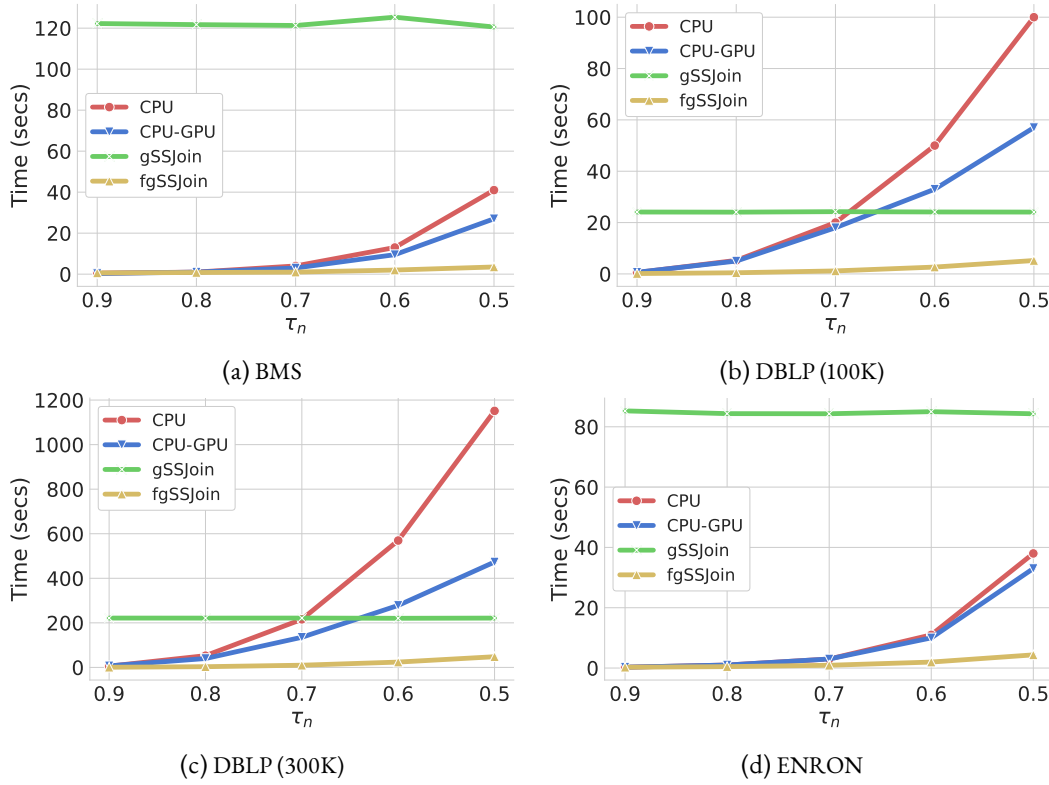 120
100
80
60
40
20
0
Time (secs)
CPU
CPU-GPU
gSSJoin
fgSSJoin
0.9 0.8 0.7 0.6 0.5
τn
(a) BMS
100
80
60
40
20
0
Time (secs)
CPU
CPU-GPU
gSSJoin
fgSSJoin
0.9 0.8 0.7 0.6 0.5
τn
(b) DBLP (100K)
1200
1000
800
600
400
200
0
Time (secs)
CPU
CPU-GPU
gSSJoin
fgSSJoin
0.9 0.8 0.7 0.6 0.5
τn
(c) DBLP (300K)
80
60
40
20
0
Time (secs)
CPU
CPU-GPU
gSSJoin
fgSSJoin
0.9 0.8 0.7 0.6 0.5
τn
(d) ENRON